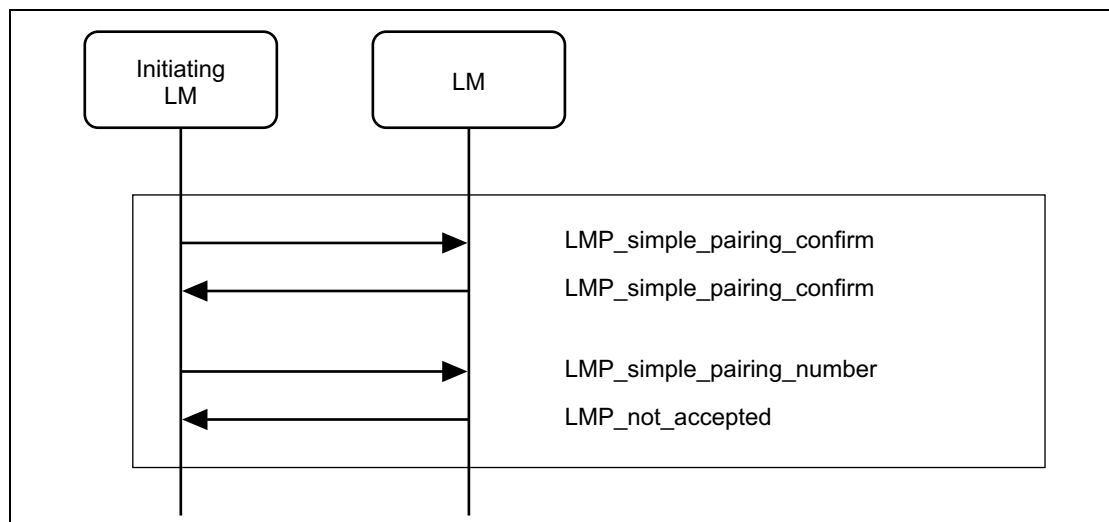 Initiating
LM
LM
LMP_simple_pairing_confirm
LMP_simple_pairing_confirm
LMP_simple_pairing_number
LMP_not_accepted